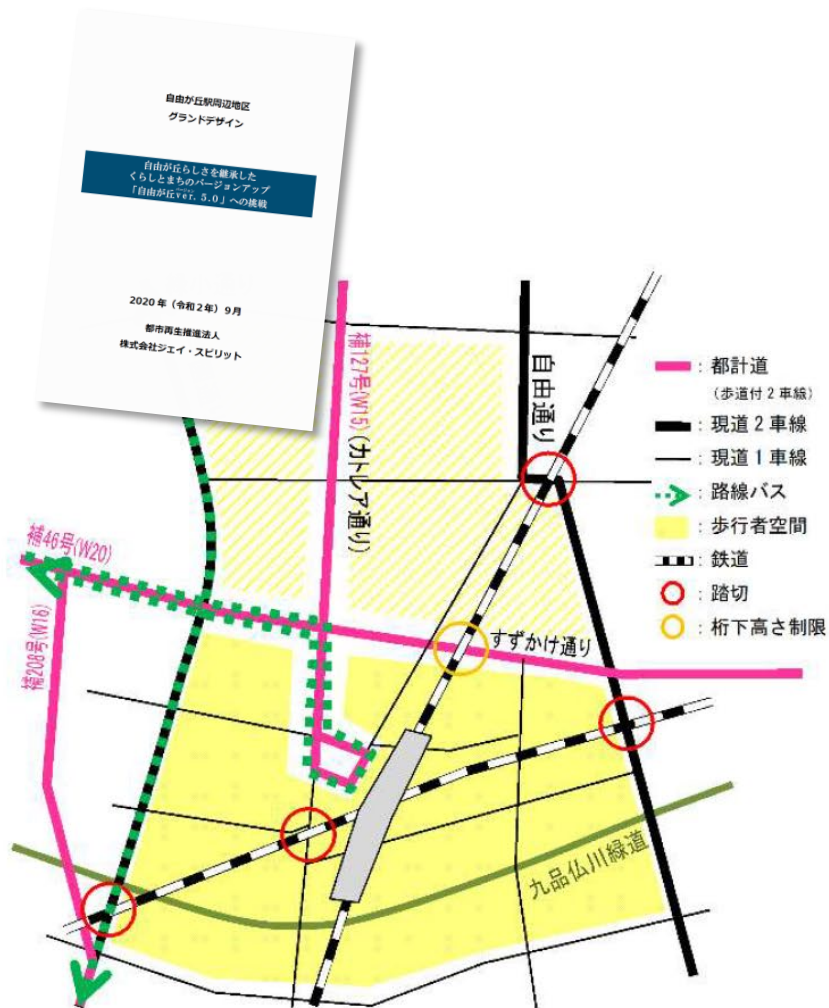 自由が丘駅周辺地区
グランドデザイン
自由が丘らしさを継承した
くらしとまちのバージョンアップ
「自由が丘ver. 5.0」への挑戦
2020年（令和2年）9月
都市再生推進法人
株式会社ジェイ・スピリット
補127号(W15)(カトレア通り)
自由通り
補46号(W20)
補208号(W16)
すずかけ通り
九品仏川緑道
：都計道
（歩道付2車線）
：現道2車線
：現道1車線
：路線バス
：歩行者空間
：鉄道
：踏切
：桁下高さ制限